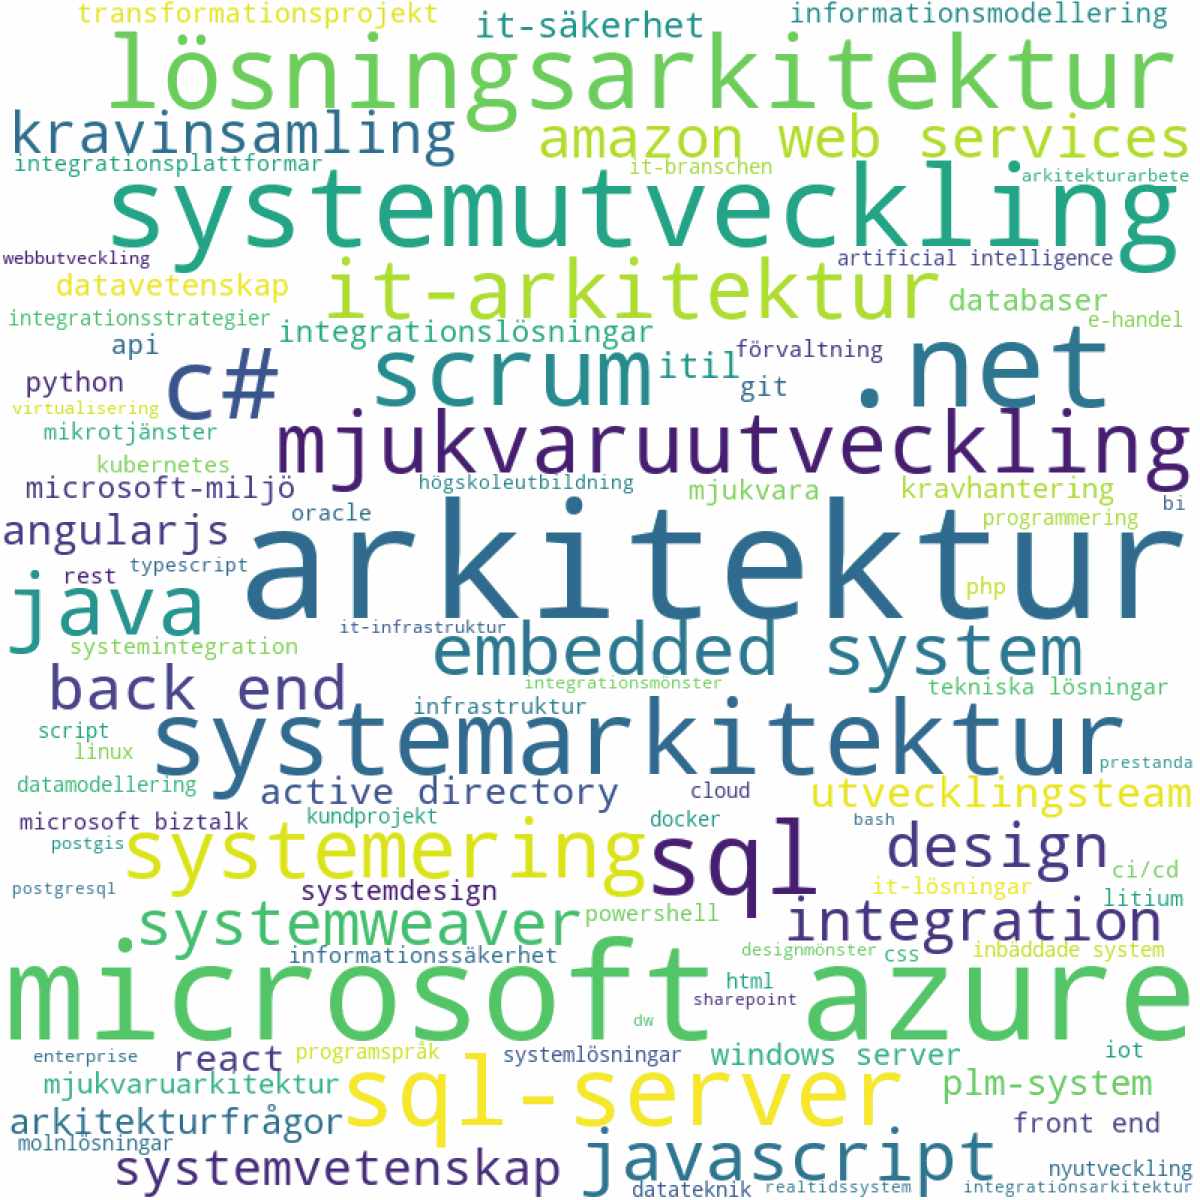 transformationsprojekt
it-säkerhet
informationsmodellering
lösningsarkitektur
kravinsamling
amazon web services
integrationsplattformar
it-branschen
arkitekturarbete
systemutveckling
webbutveckling
artificial intelligence
datavetenskap
it-arkitektur
databaser
integrationsstrategier
integrationslösningar
e-handel
api
scrum
itil
förvaltning
.net
python
c#
git
virtualisering
mikrotjänster
mjukvaruutveckling
kubernetes
microsoft-miljö
högskoleutbildning
mjukvara
kravhantering
bi
angularjs
oracle
arkitektur
programmering
typescript
rest
java
php
it-infrastruktur
systemintegration
embedded system
back end
integrationsmönster
tekniska lösningar
infrastruktur
systemarkitektur
script
linux
prestanda
datamodellering
active directory
cloud
utvecklingsteam
microsoft biztalk
kundprojekt
docker
bash
postgis
systemering
sql
design
ci/cd
postgresql
systemdesign
it-lösningar
litium
systemweaver
powershell
integration
informationssäkerhet
designmönster
css
inbäddade system
microsoft azure
html
sharepoint
dw
enterprise
react
programspråk
systemlösningar
windows server
iot
mjukvaruarkitektur
sql-server
plm-system
arkitekturfrågor
front end
molnlösningar
systemvetenskap
javascript
nyutveckling
datateknik
realtidssystem
integrationsarkitektur